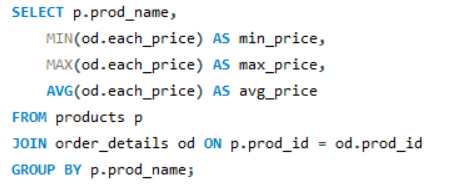 SELECT p.prod_name,
    MIN(od.each_price) AS min_price,
    MAX(od.each_price) AS max_price,
    AVG(od.each_price) AS avg_price
FROM products p
JOIN order_details od ON p.prod_id = od.prod_id
GROUP BY p.prod_name;